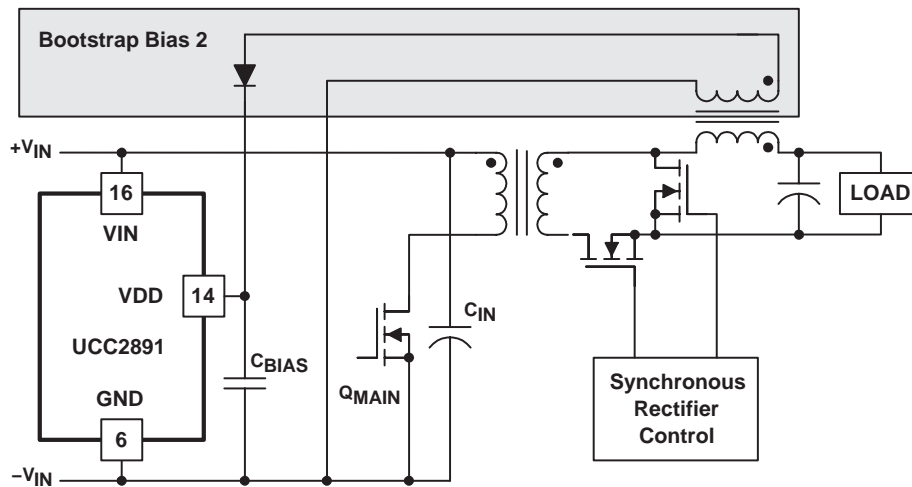 Bootstrap Bias 2
+VIN
16
VIN
VDD
14
UCC2891
GND
6
CBIAS
−VIN
QMAIN
CIN
LOAD
Synchronous
Rectifier
Control